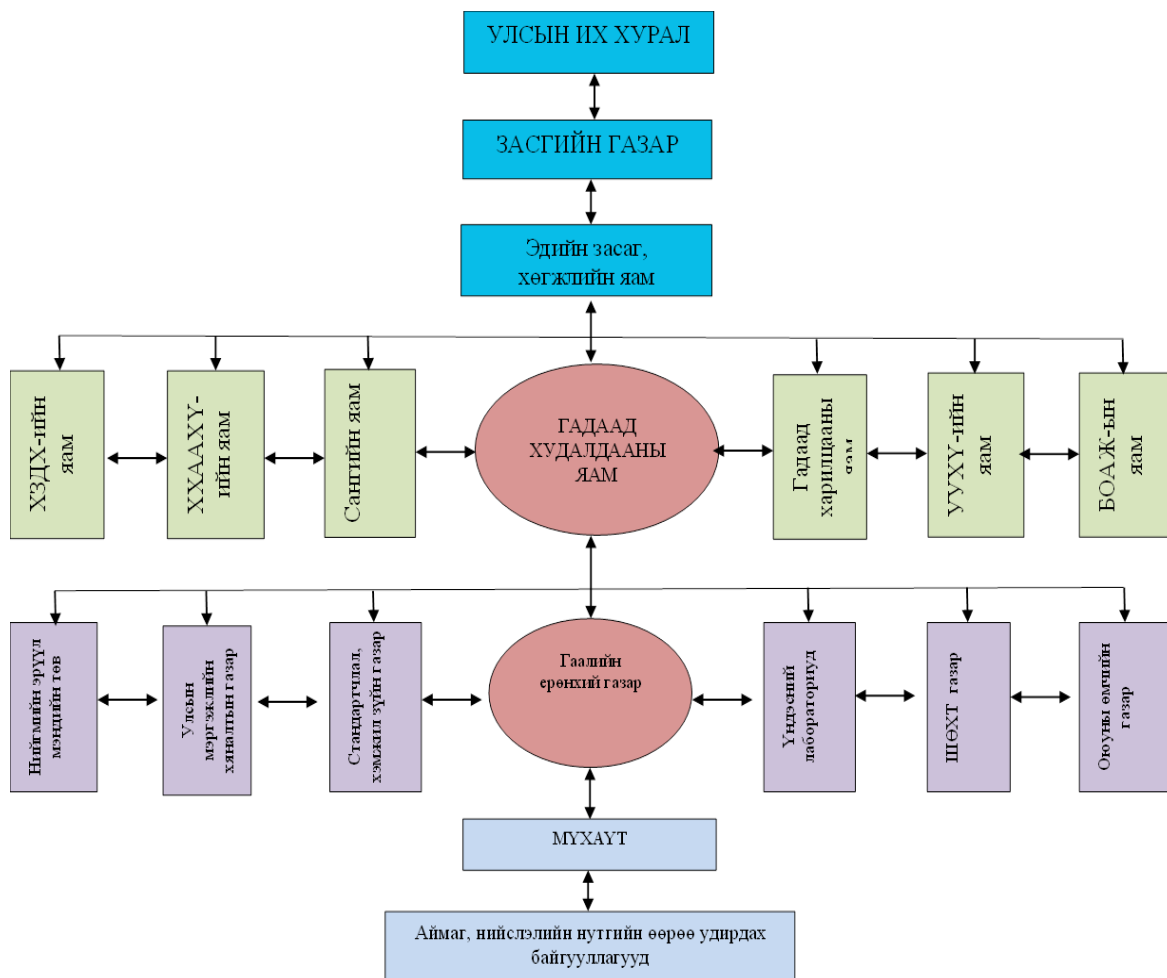 УЛСЫН ИХ ХУРАЛ
ЗАСГИЙН ГАЗАР
Эдийн засаг,
хөгжлийн яам
ХЗДХ-ийн
яам
ХХААХҮ-
ийн яам
Сангийн яам
ГАДААД
ХУДАЛДААНЫ
ЯАМ
Гадаад
харилцааны
яам
УУХҮ-ийн
яам
БОАЖ-ын
яам
Нийгмийн эрүүл
мэндийн төв
Улсын
мэргэжлийн
хяналтын газар
Стандартчлал,
хэмжил зүйн газар
Гаалийн
ерөнхий газар
Үндэсний
лабораториуд
ШӨХТ газар
Оюуны өмчийн
газар
МҮХАҮТ
Аймаг, нийслэлийн нутгийн өөрөө удирдах
байгууллагууд